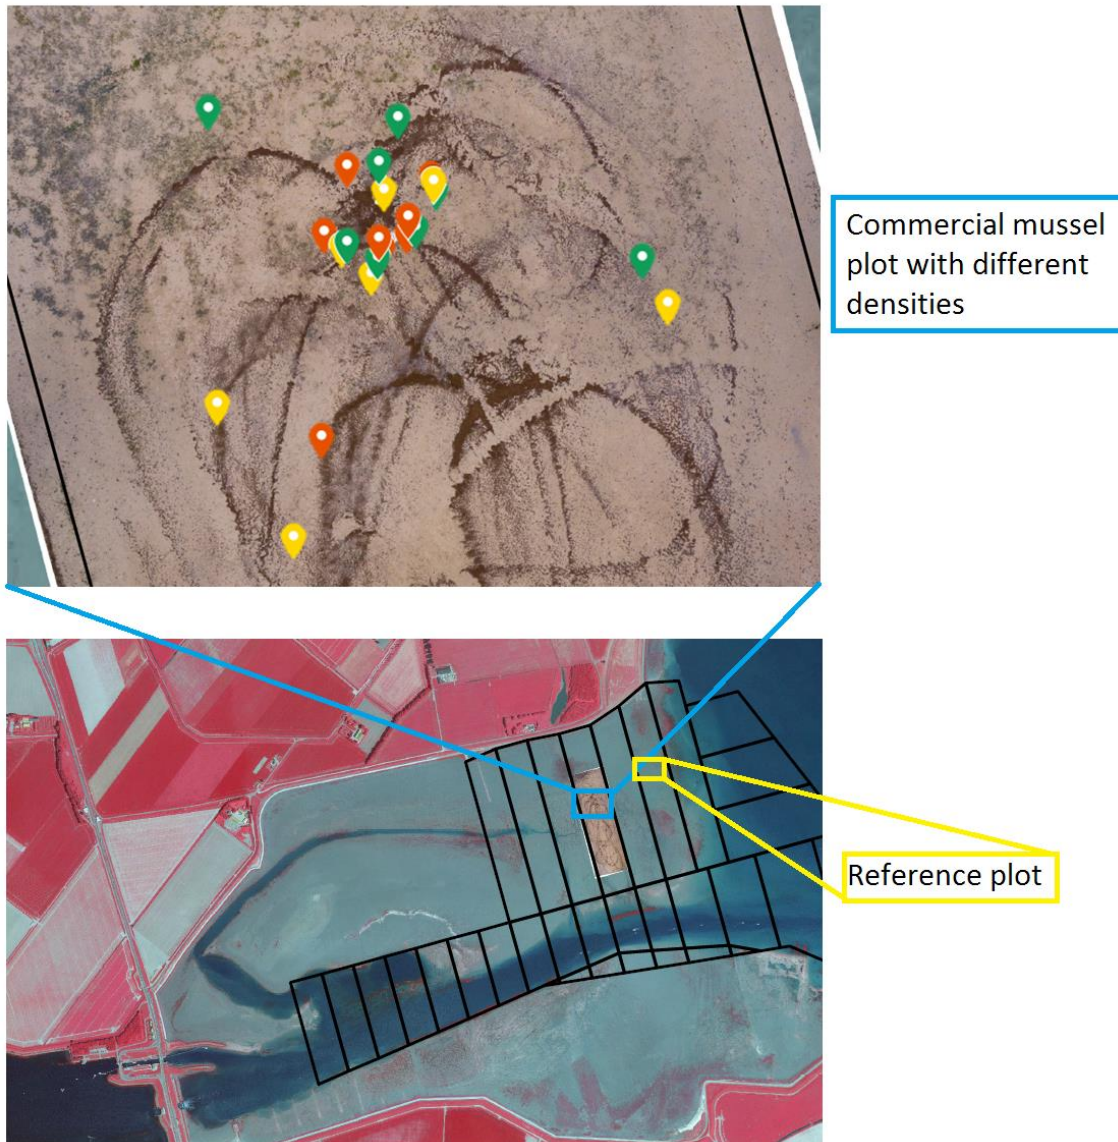 Commercial mussel
plot with different
densities
Reference plot